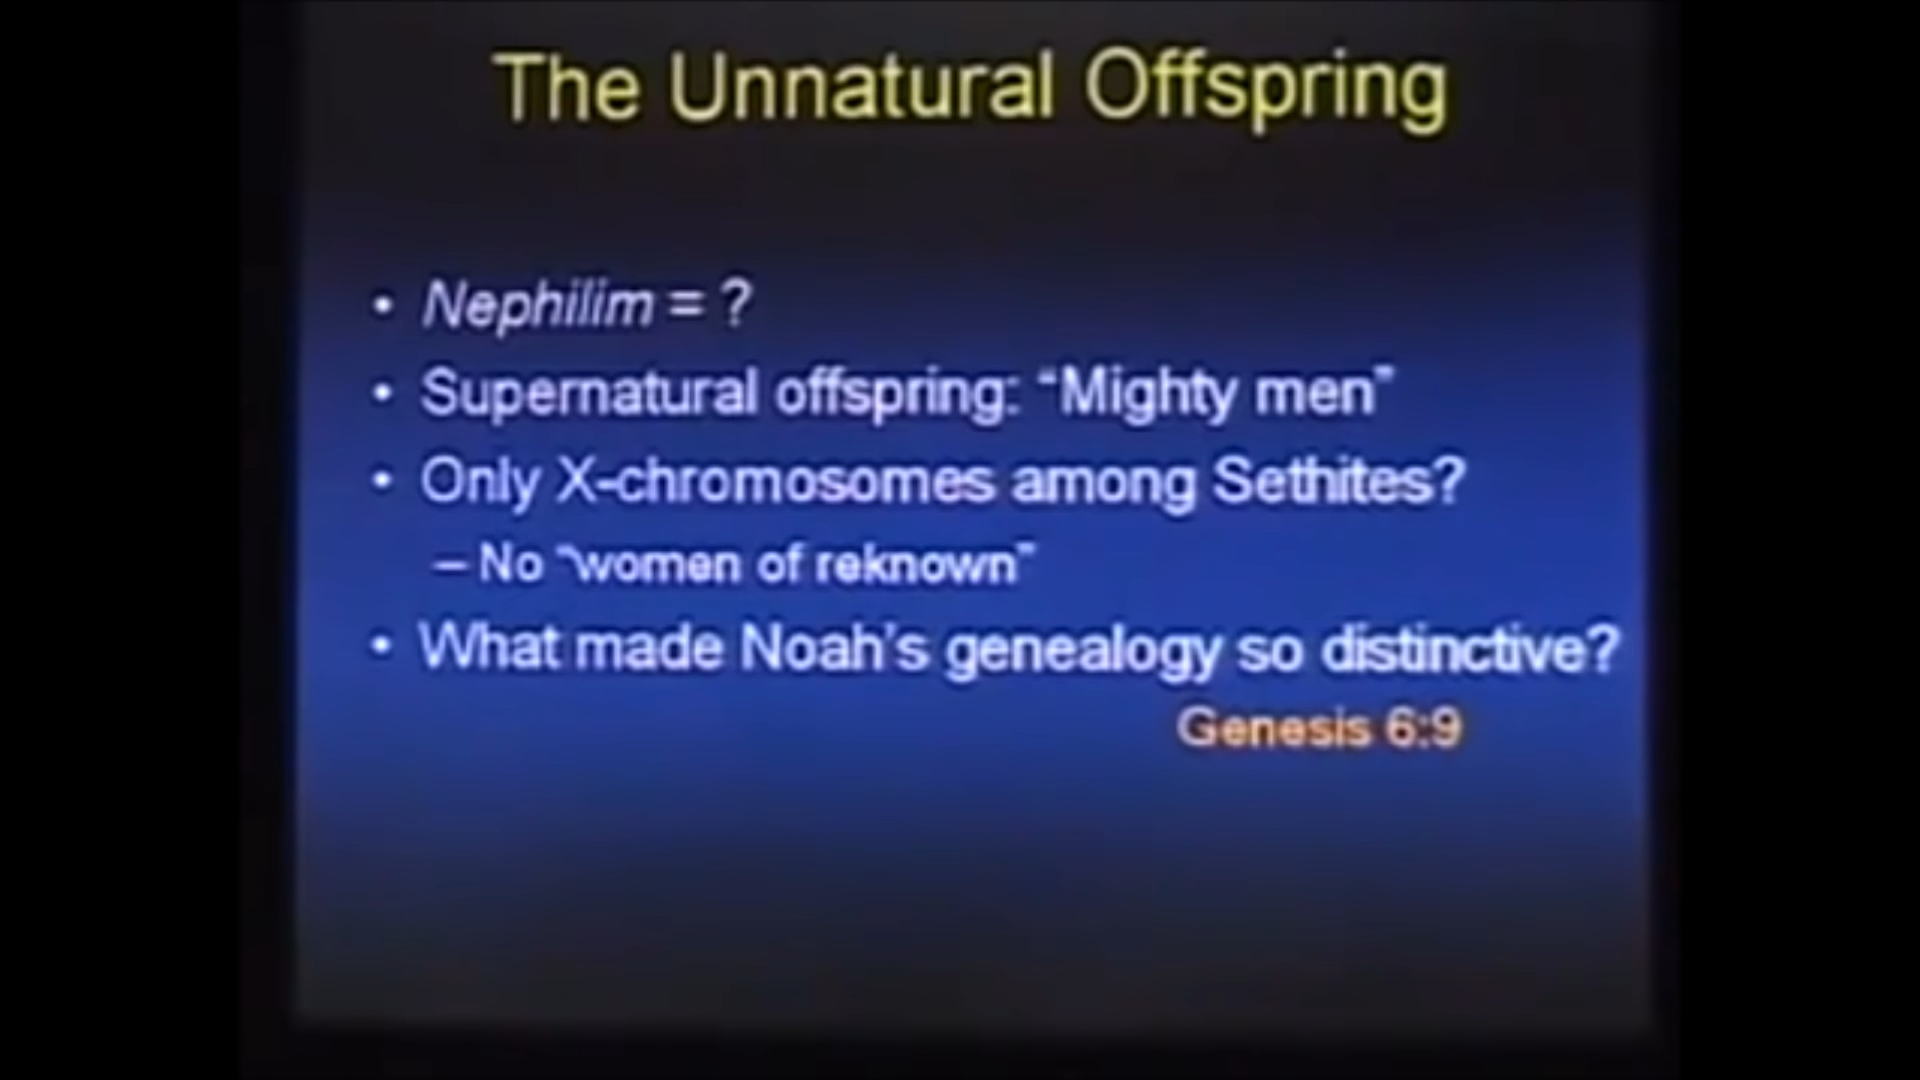 The Unnatural Offspring
• Nephilim = ?
• Supernatural offspring: “Mighty men”
• Only X-chromosomes among Sethites?
– No “women of reknown”
• What made Noah’s genealogy so distinctive?
Genesis 6:9